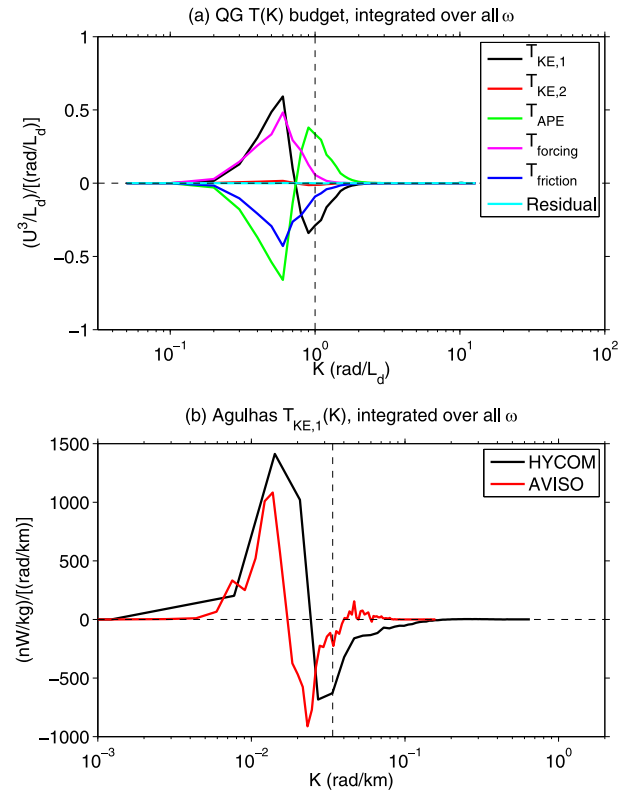 (a) QG T(K) budget, integrated over all ω
(U³/L_d)/[(rad/L_d)]
1
0.5
0
−0.5
−1
T_KE,1
T_KE,2
T_APE
T_forcing
T_friction
Residual
10⁻¹ 10⁰ 10¹ 10²
K (rad/L_d)
(b) Agulhas T_KE,1(K), integrated over all ω
(nW/kg)/[(rad/km)]
1500
1000
500
0
−500
−1000
HYCOM
AVISO
10⁻³ 10⁻² 10⁻¹ 10⁰
K (rad/km)